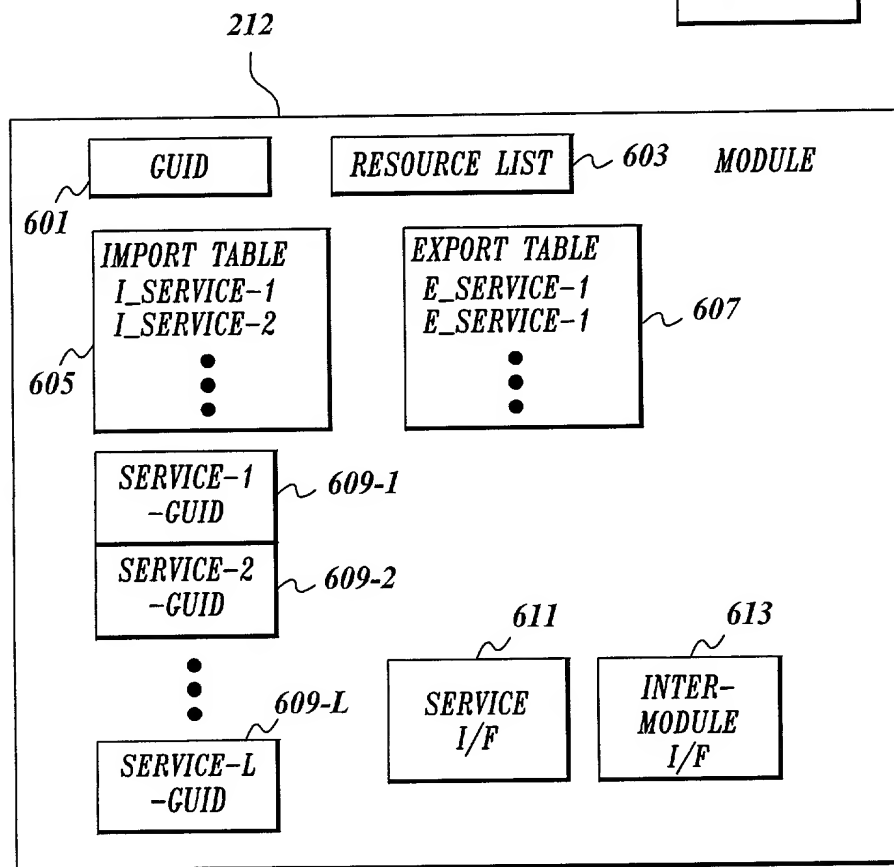 212
GUID
RESOURCE LIST
603
MODULE
601
IMPORT TABLE
I_SERVICE-1
I_SERVICE-2
605
EXPORT TABLE
E_SERVICE-1
E_SERVICE-1
607
SERVICE-1
-GUID
609-1
SERVICE-2
-GUID
609-2
609-L
SERVICE-L
-GUID
611
SERVICE
I/F
613
INTER-
MODULE
I/F